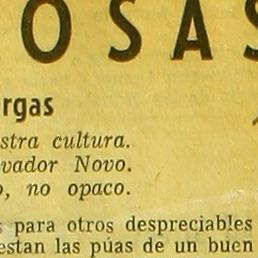 OSAS
rgas
stra cultura.
vador Novo.
o, no opaco.
s para otros despreciables
estan las púas de un buen